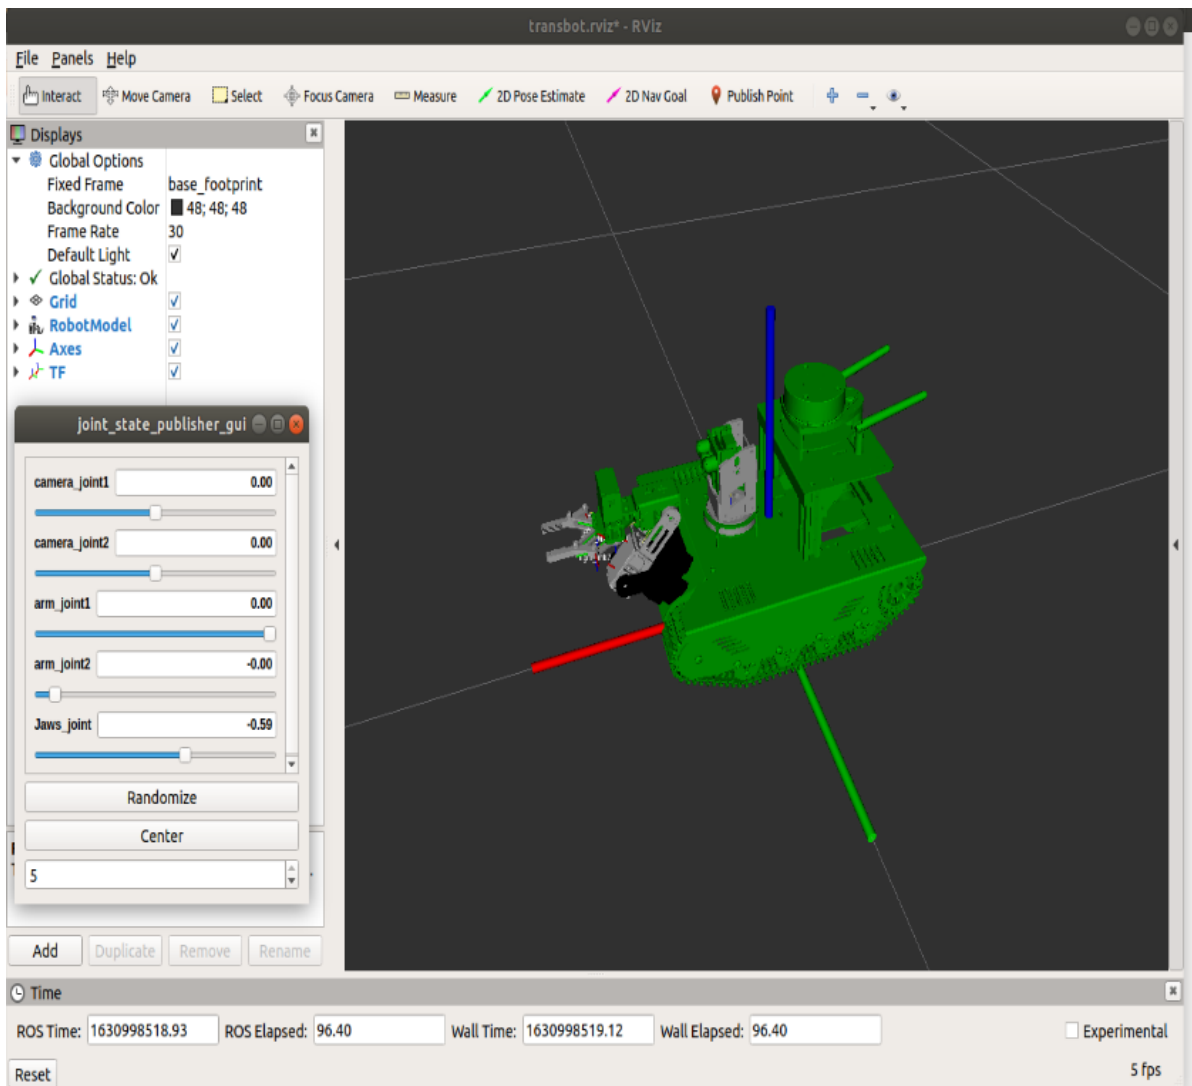 transbot.rviz* - RViz
File Panels Help
Interact Move Camera Select Focus Camera Measure 2D Pose Estimate 2D Nav Goal Publish Point
Displays
Global Options
Fixed Frame base_footprint
Background Color 48; 48; 48
Frame Rate 30
Default Light
Global Status: Ok
Grid
RobotModel
Axes
TF
joint_state_publisher_gui
camera_joint1 0.00
camera_joint2 0.00
arm_joint1 0.00
arm_joint2 -0.00
Jaws_joint -0.59
Randomize
Center
5
Add Duplicate Remove Rename
Time
ROS Time: 1630998518.93 ROS Elapsed: 96.40 Wall Time: 1630998519.12 Wall Elapsed: 96.40 Experimental
Reset 5 fps